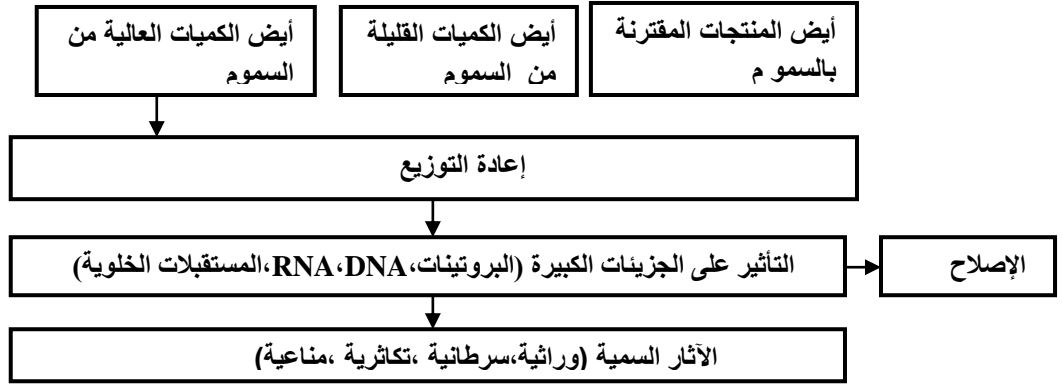 أيض المنتجات المقترنة
بالسمو م
أيض الكميات القليلة
من السموم
أيض الكميات العالية من
السموم
إعادة التوزيع
التأثير على الجزيئات الكبيرة (البروتينات،RNA،DNA،المستقبلات الخلوية)
الإصلاح
الآثار السمية (وراثية،سرطانية ،تكاثرية ،مناعية)